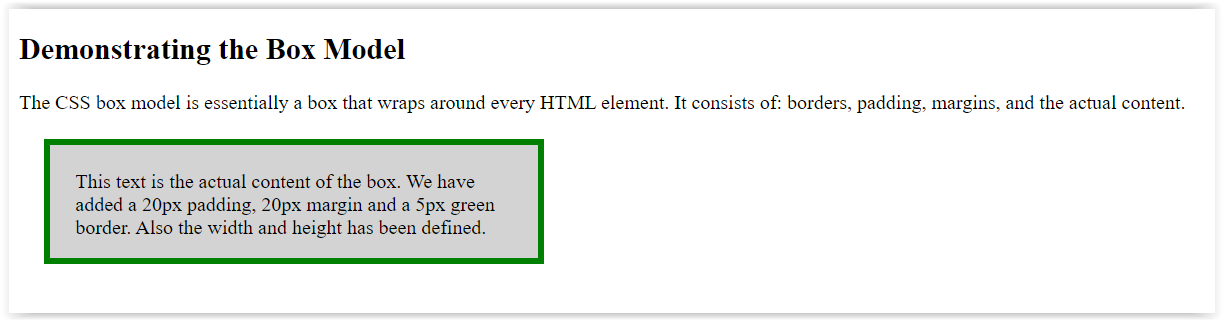 Demonstrating the Box Model
The CSS box model is essentially a box that wraps around every HTML element. It consists of: borders, padding, margins, and the actual content.
This text is the actual content of the box. We have
added a 20px padding, 20px margin and a 5px green
border. Also the width and height has been defined.